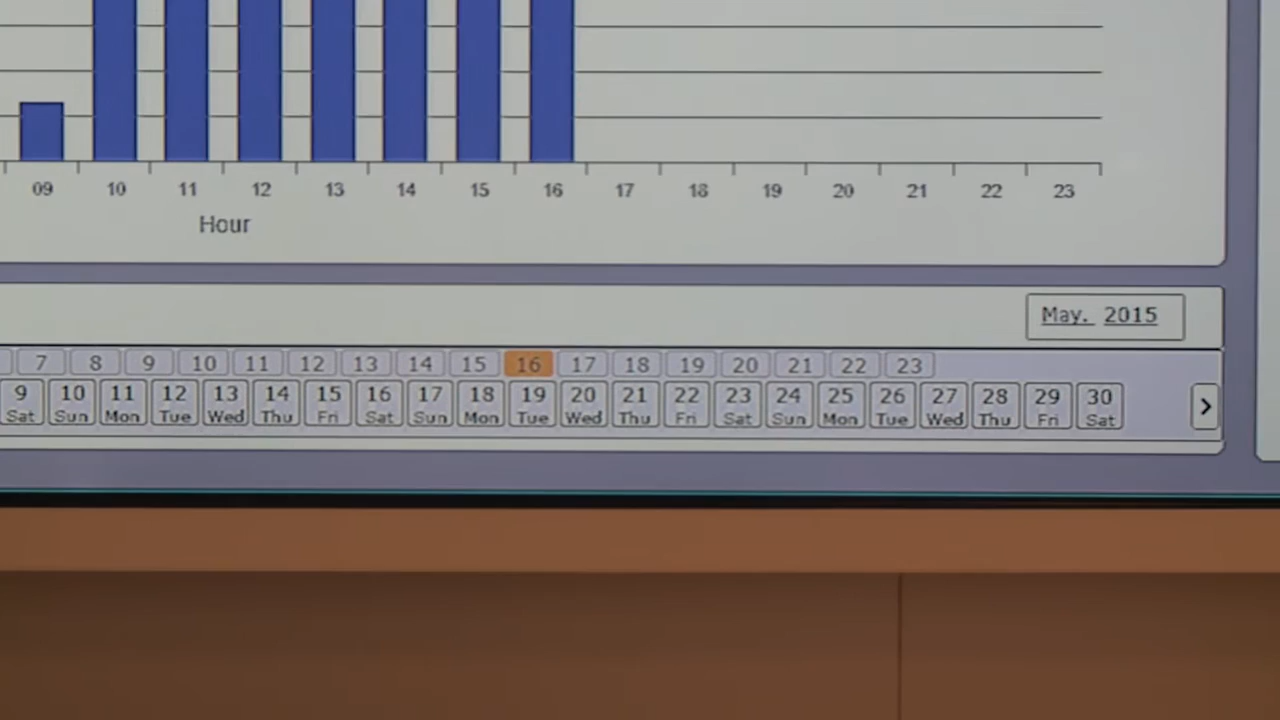 09 10 11 12 13 14 15 16 17 18 19 20 21 22 23
Hour
May. 2015
7 8 9 10 11 12 13 14 15 16 17 18 19 20 21 22 23
9 10 11 12 13 14 15 16 17 18 19 20 21 22 23 24 25 26 27 28 29 30
Sat Sun Mon Tue Wed Thu Fri Sat Sun Mon Tue Wed Thu Fri Sat Sun Mon Tue Wed Thu Fri Sat
>